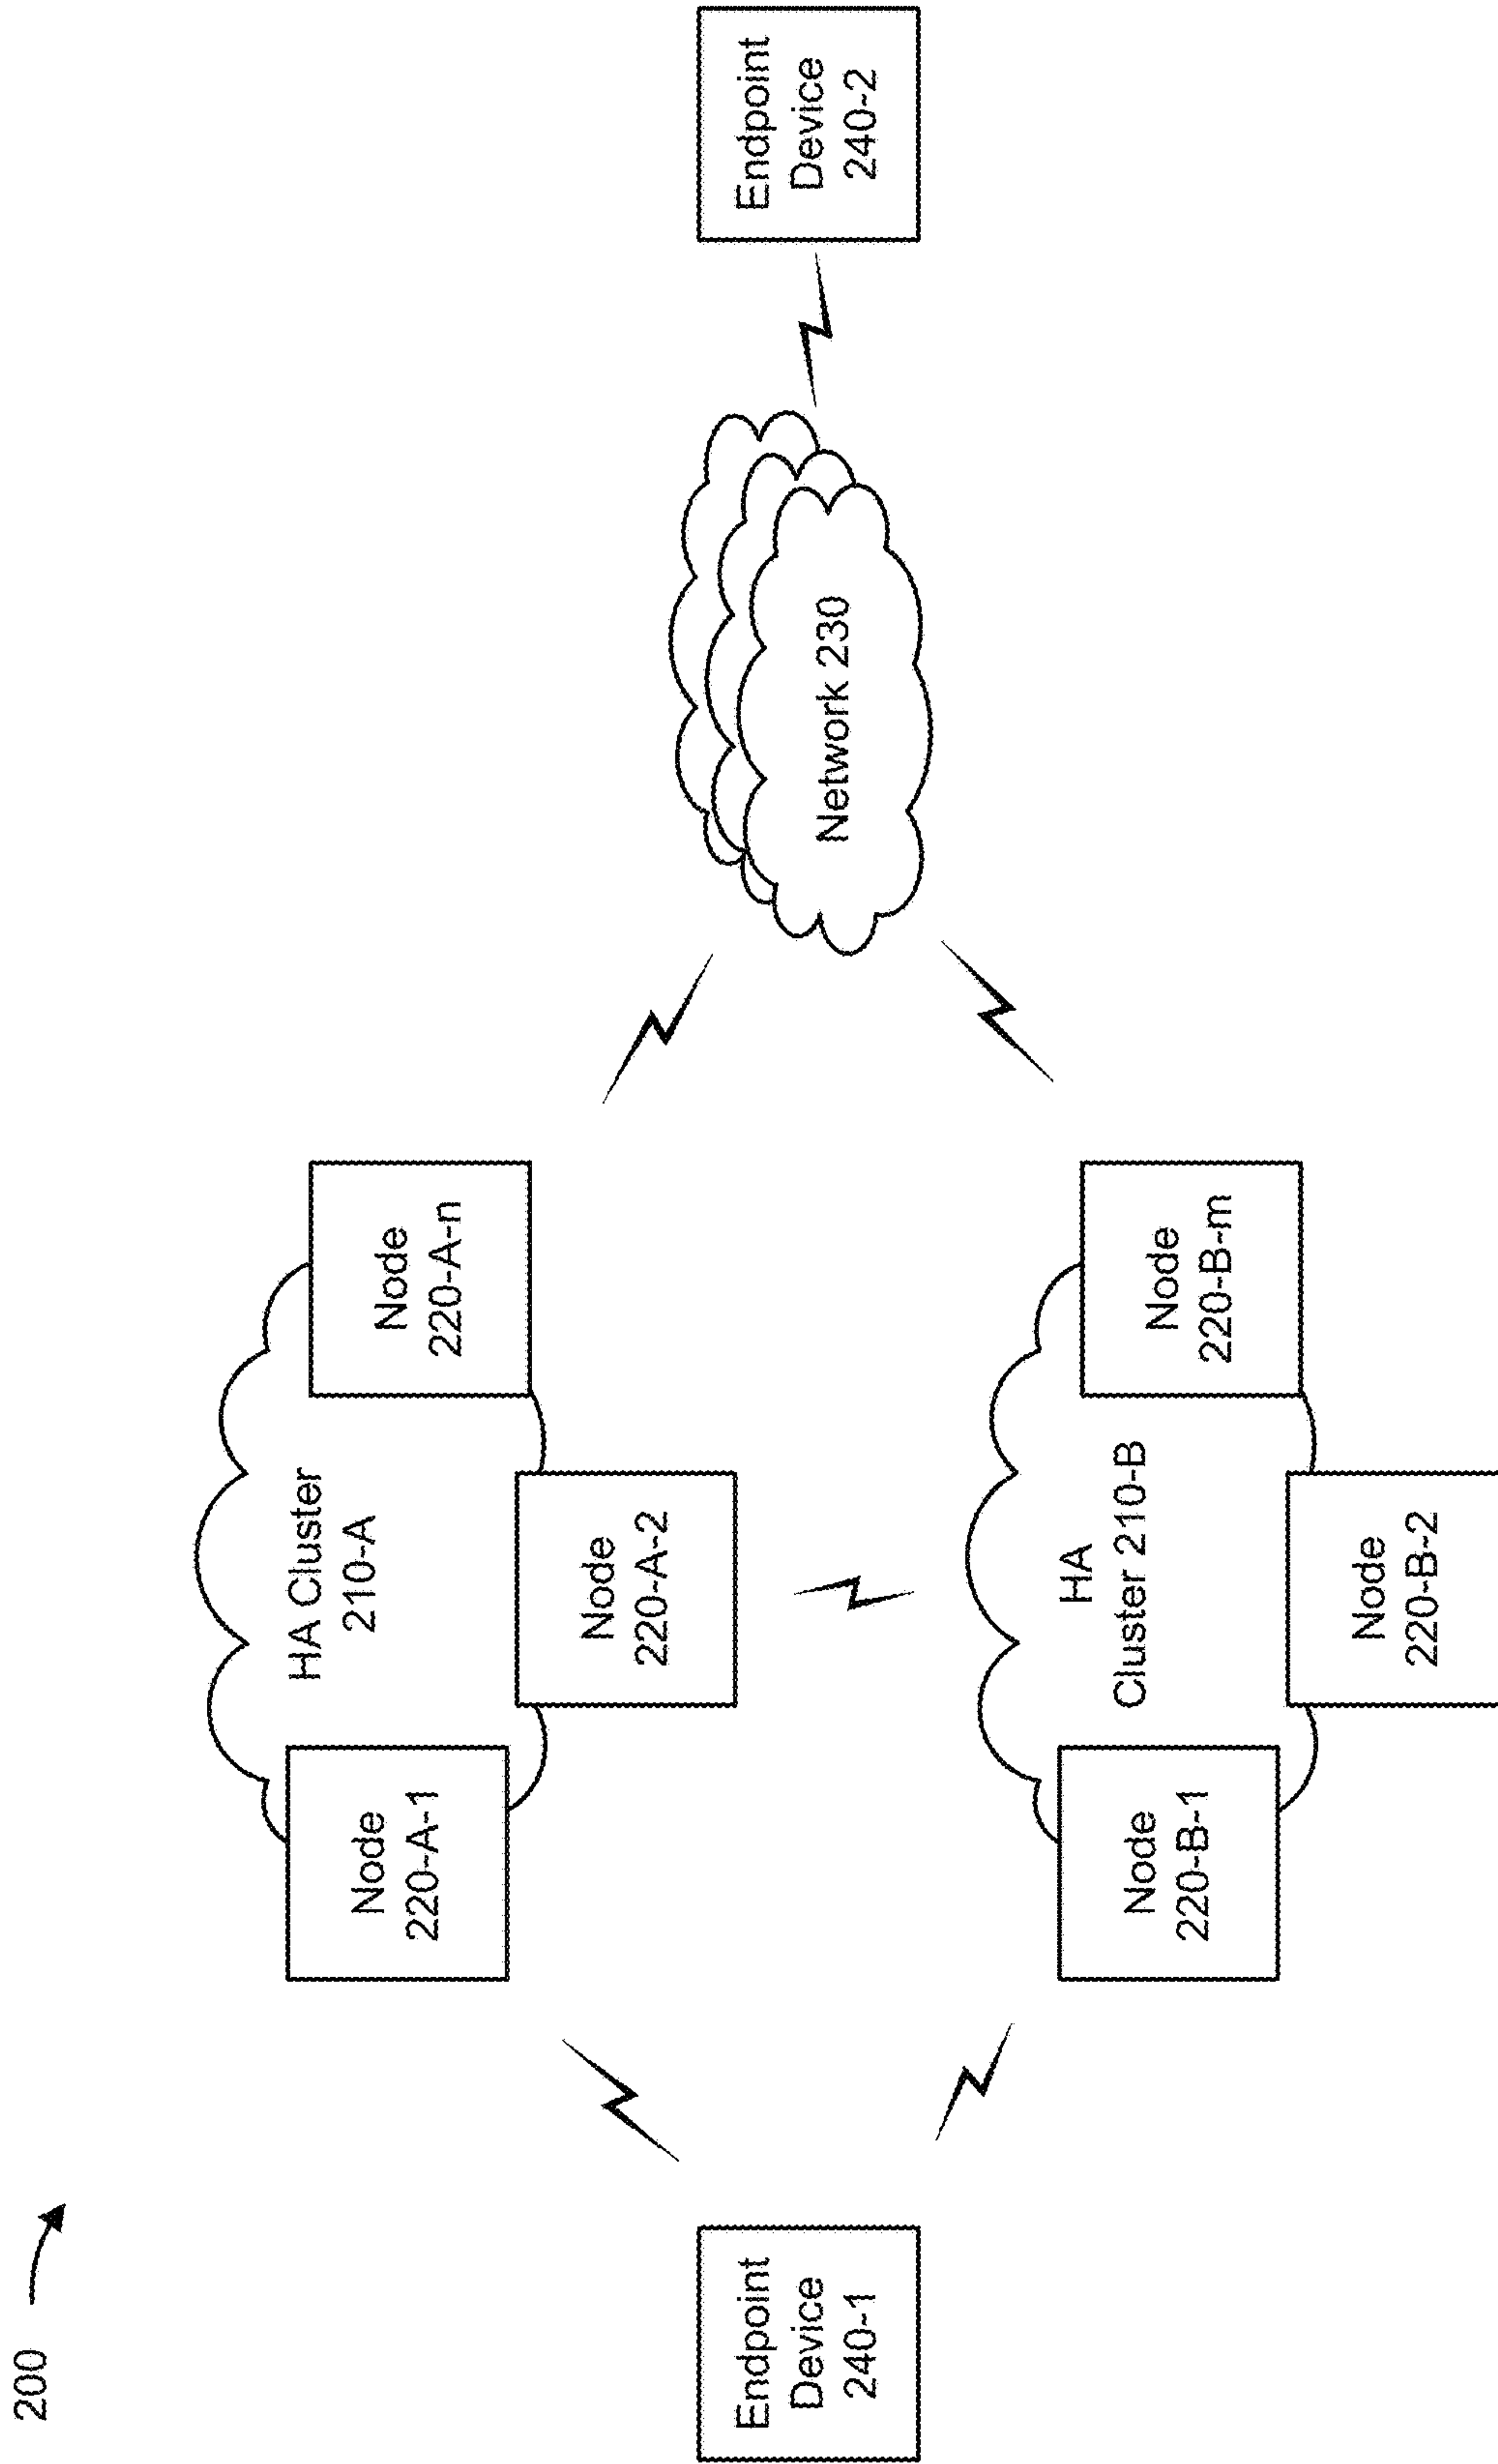 200
HA Cluster
210-A
Node
220-A-1
Node
220-A-2
Node
220-A-n
Endpoint
Device
240-1
Network 230
Endpoint
Device
240-2
HA
Cluster 210-B
Node
220-B-1
Node
220-B-2
Node
220-B-m